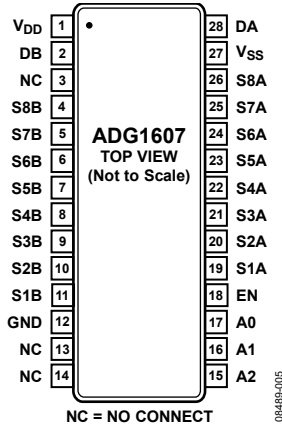 VDD 1
DB 2
NC 3
S8B 4
S7B 5
S6B 6
S5B 7
S4B 8
S3B 9
S2B 10
S1B 11
GND 12
NC 13
NC 14
ADG1607
TOP VIEW
(Not to Scale)
28 DA
27 VSS
26 S8A
25 S7A
24 S6A
23 S5A
22 S4A
21 S3A
20 S2A
19 S1A
18 EN
17 A0
16 A1
15 A2
NC = NO CONNECT
08489-005